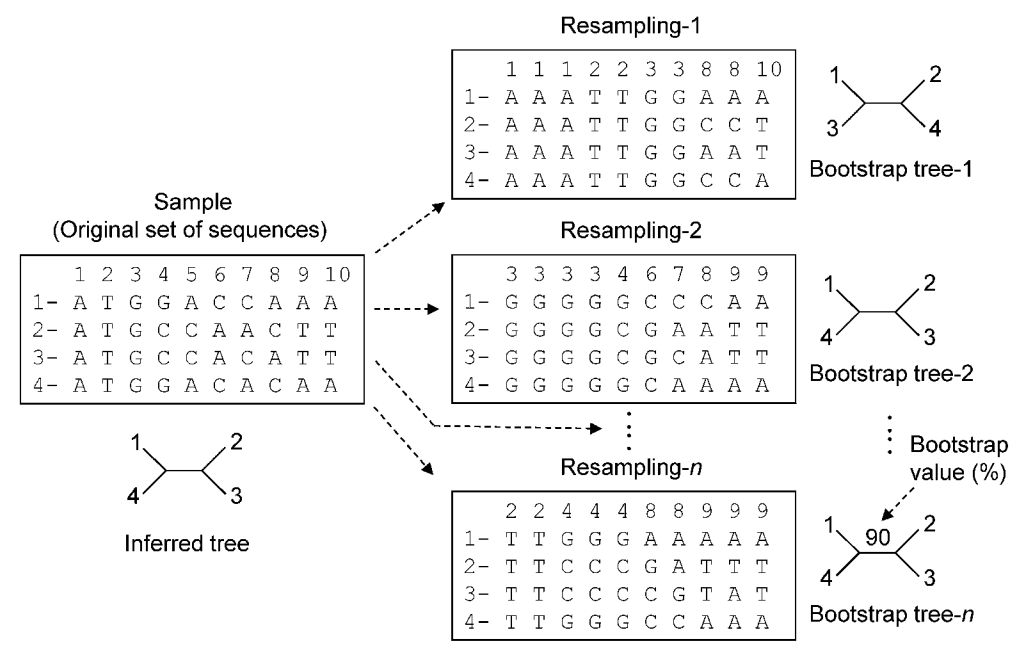 Resampling-1
1 1 1 2 2 3 3 8 8 10
1- A A A T T G G A A A
2- A A A T T G G C C T
3- A A A T T G G A A T
4- A A A T T G G C C A
1 2
3 4
Bootstrap tree-1
Sample
(Original set of sequences)
1 2 3 4 5 6 7 8 9 10
1- A T G G A C C A A A
2- A T G C C A A C T T
3- A T G C C A C A T T
4- A T G G A C A C A A
1 2
4 3
Inferred tree
Resampling-2
3 3 3 3 4 6 7 8 9 9
1- G G G G G C C C A A
2- G G G G C G A A T T
3- G G G G C G C A T T
4- G G G G G C A A A A
1 2
4 3
Bootstrap tree-2
Resampling-n
2 2 4 4 4 8 8 9 9 9
1- T T G G G A A A A A
2- T T C C C G A T T T
3- T T C C C C G T A T
4- T T G G G C C A A A
Bootstrap
value (%)
1 90 2
4 3
Bootstrap tree-n